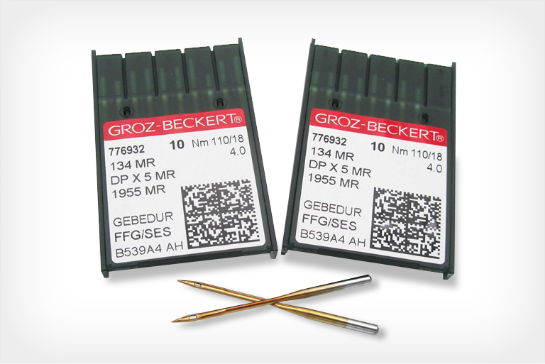 GROZ-BECKERT®
776932 10 Nm 110/18
134 MR 4.0
DP X 5 MR
1955 MR
GEBEDUR
FFG/SES
B539A4 AH
GROZ-BECKERT®
776932 10 Nm 110/18
134 MR 4.0
DP X 5 MR
1955 MR
GEBEDUR
FFG/SES
B539A4 AH